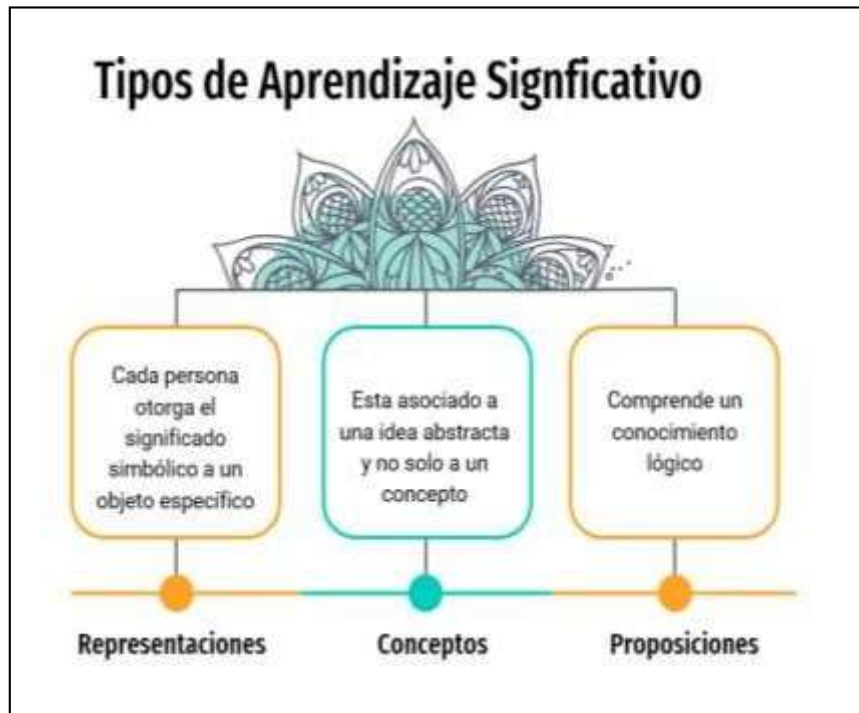 Tipos de Aprendizaje Signficativo
Cada persona
otorga el
significado
simbólico a un
objeto específico
Esta asociado a
una idea abstracta
y no solo a un
concepto
Comprende un
conocimiento
lógico
Representaciones
Conceptos
Proposiciones